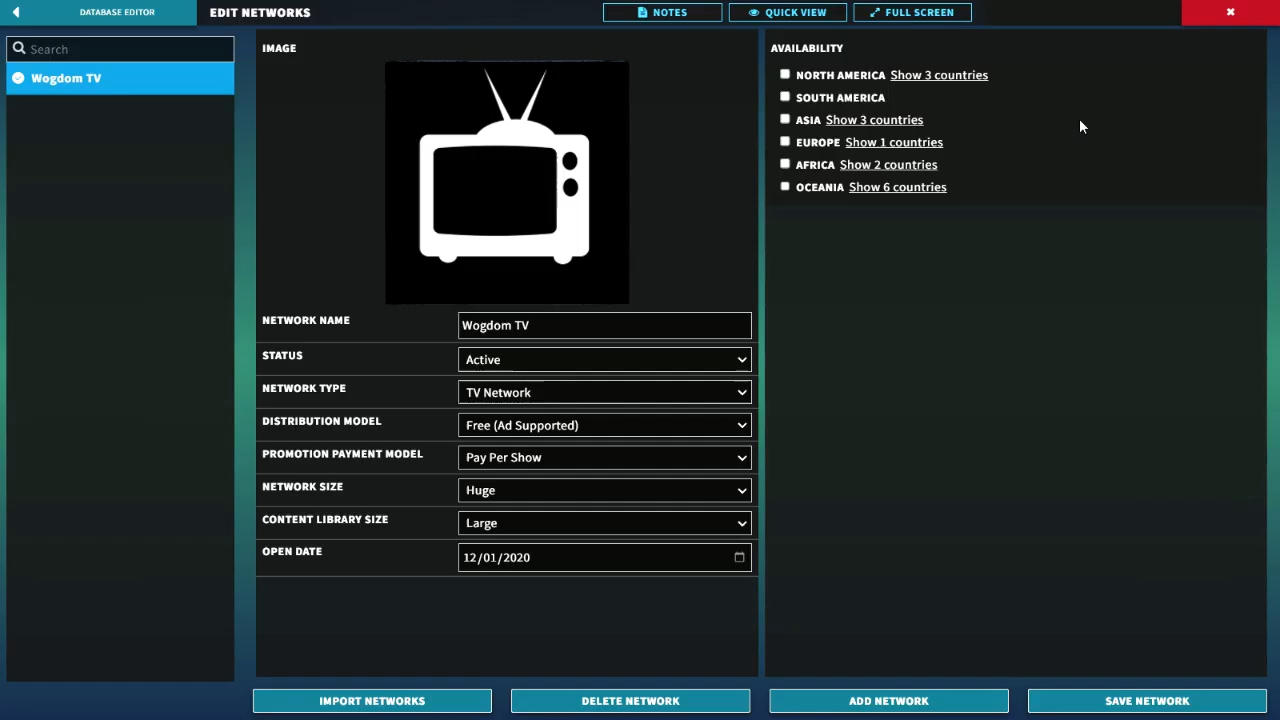 DATABASE EDITOR
EDIT NETWORKS
NOTES
QUICK VIEW
FULL SCREEN
Search
Wogdom TV
IMAGE
NETWORK NAME
Wogdom TV
STATUS
Active
NETWORK TYPE
TV Network
DISTRIBUTION MODEL
Free (Ad Supported)
PROMOTION PAYMENT MODEL
Pay Per Show
NETWORK SIZE
Huge
CONTENT LIBRARY SIZE
Large
OPEN DATE
12/01/2020
AVAILABILITY
NORTH AMERICA Show 3 countries
SOUTH AMERICA
ASIA Show 3 countries
EUROPE Show 1 countries
AFRICA Show 2 countries
OCEANIA Show 6 countries
IMPORT NETWORKS
DELETE NETWORK
ADD NETWORK
SAVE NETWORK